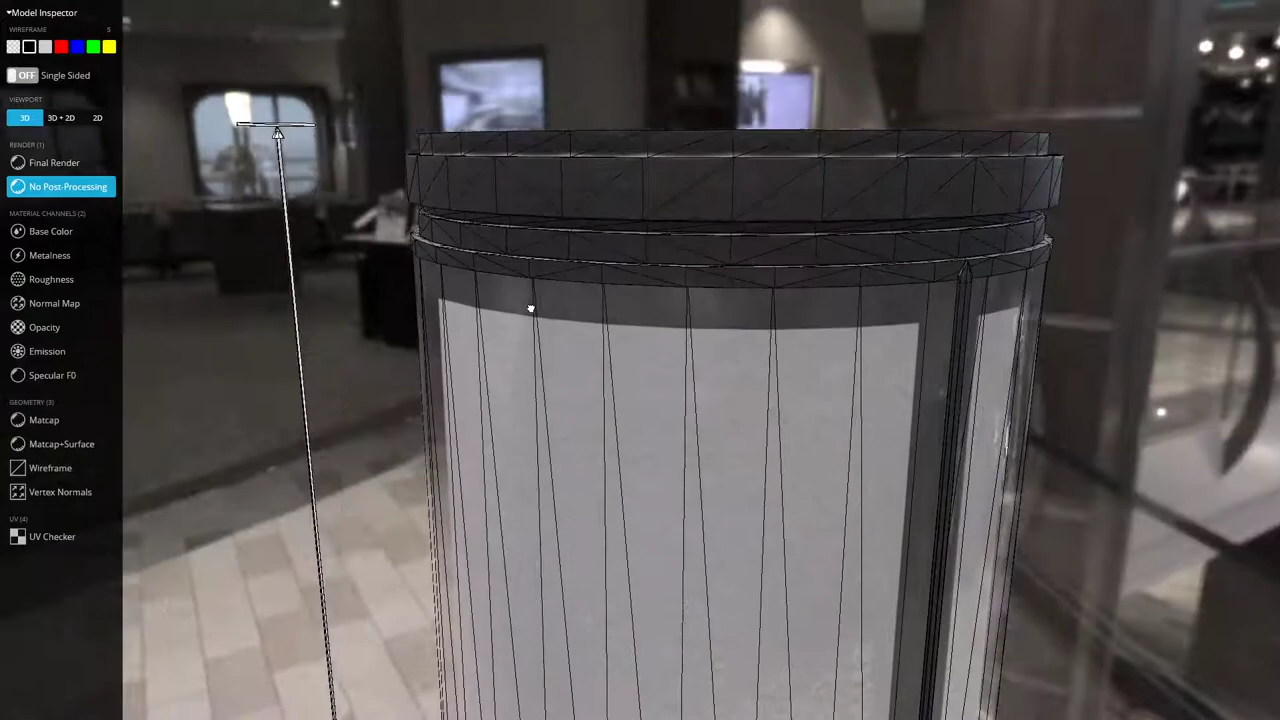 Model Inspector
WIREFRAME 5
OFF Single Sided
VIEWPORT
3D 3D + 2D 2D
RENDER (1)
Final Render
No Post-Processing
MATERIAL CHANNELS (2)
Base Color
Metalness
Roughness
Normal Map
Opacity
Emission
Specular F0
GEOMETRY (3)
Matcap
Matcap+Surface
Wireframe
Vertex Normals
UV (4)
UV Checker